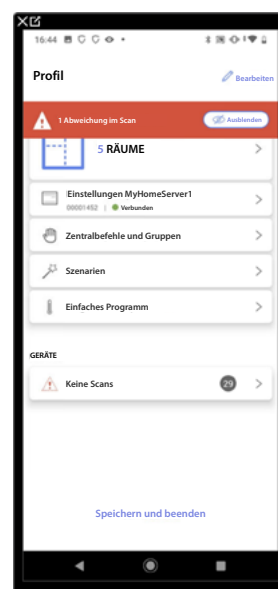 16:44
Profil
Bearbeiten
1 Abweichung im Scan
Ausblenden
5 RÄUME
Einstellungen MyHomeServer1
00001452 | Verbunden
Zentralbefehle und Gruppen
Szenarien
Einfaches Programm
GERÄTE
Keine Scans
29
Speichern und beenden